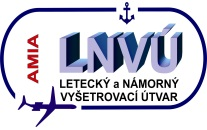 AMIA
LNVÚ
LETECKÝ a NÁMORNÝ
VYŠETROVACÍ ÚTVAR